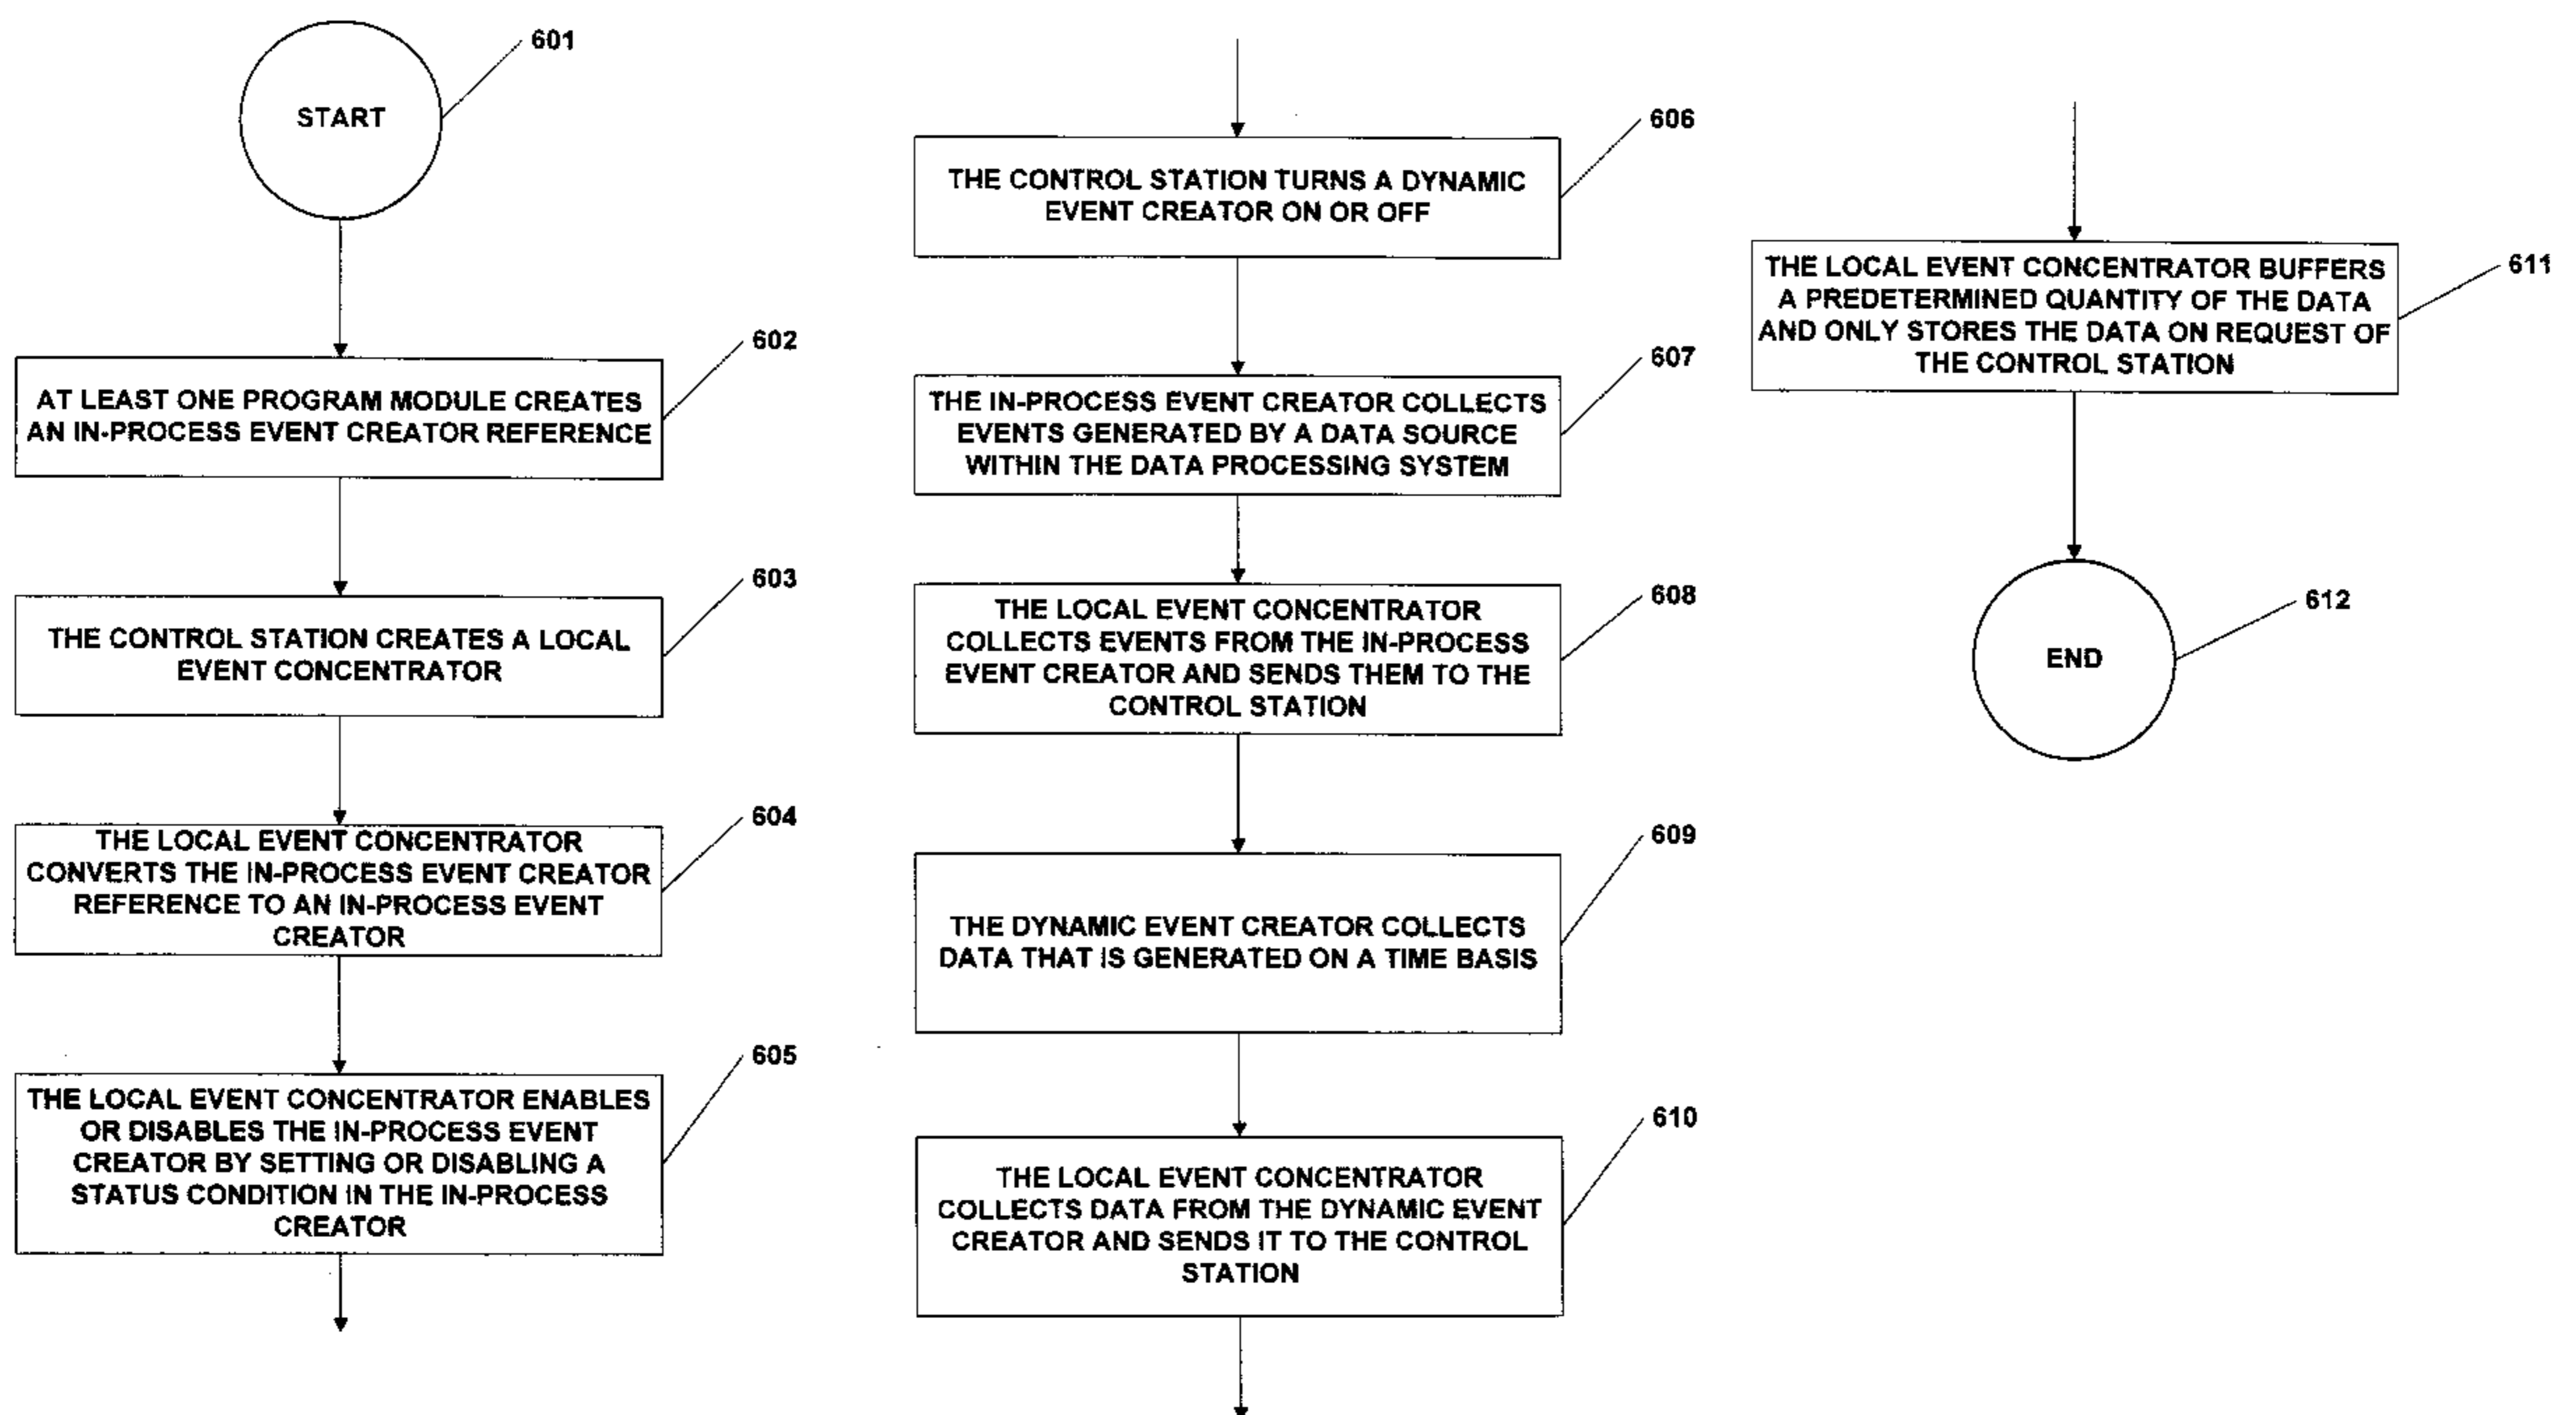 START
601
AT LEAST ONE PROGRAM MODULE CREATES
AN IN-PROCESS EVENT CREATOR REFERENCE
602
THE CONTROL STATION CREATES A LOCAL
EVENT CONCENTRATOR
603
THE LOCAL EVENT CONCENTRATOR
CONVERTS THE IN-PROCESS EVENT CREATOR
REFERENCE TO AN IN-PROCESS EVENT
CREATOR
604
THE LOCAL EVENT CONCENTRATOR ENABLES
OR DISABLES THE IN-PROCESS EVENT
CREATOR BY SETTING OR DISABLING A
STATUS CONDITION IN THE IN-PROCESS
CREATOR
605
THE CONTROL STATION TURNS A DYNAMIC
EVENT CREATOR ON OR OFF
606
THE IN-PROCESS EVENT CREATOR COLLECTS
EVENTS GENERATED BY A DATA SOURCE
WITHIN THE DATA PROCESSING SYSTEM
607
THE LOCAL EVENT CONCENTRATOR
COLLECTS EVENTS FROM THE IN-PROCESS
EVENT CREATOR AND SENDS THEM TO THE
CONTROL STATION
608
THE DYNAMIC EVENT CREATOR COLLECTS
DATA THAT IS GENERATED ON A TIME BASIS
609
THE LOCAL EVENT CONCENTRATOR
COLLECTS DATA FROM THE DYNAMIC EVENT
CREATOR AND SENDS IT TO THE CONTROL
STATION
610
THE LOCAL EVENT CONCENTRATOR BUFFERS
A PREDETERMINED QUANTITY OF THE DATA
AND ONLY STORES THE DATA ON REQUEST OF
THE CONTROL STATION
611
END
612